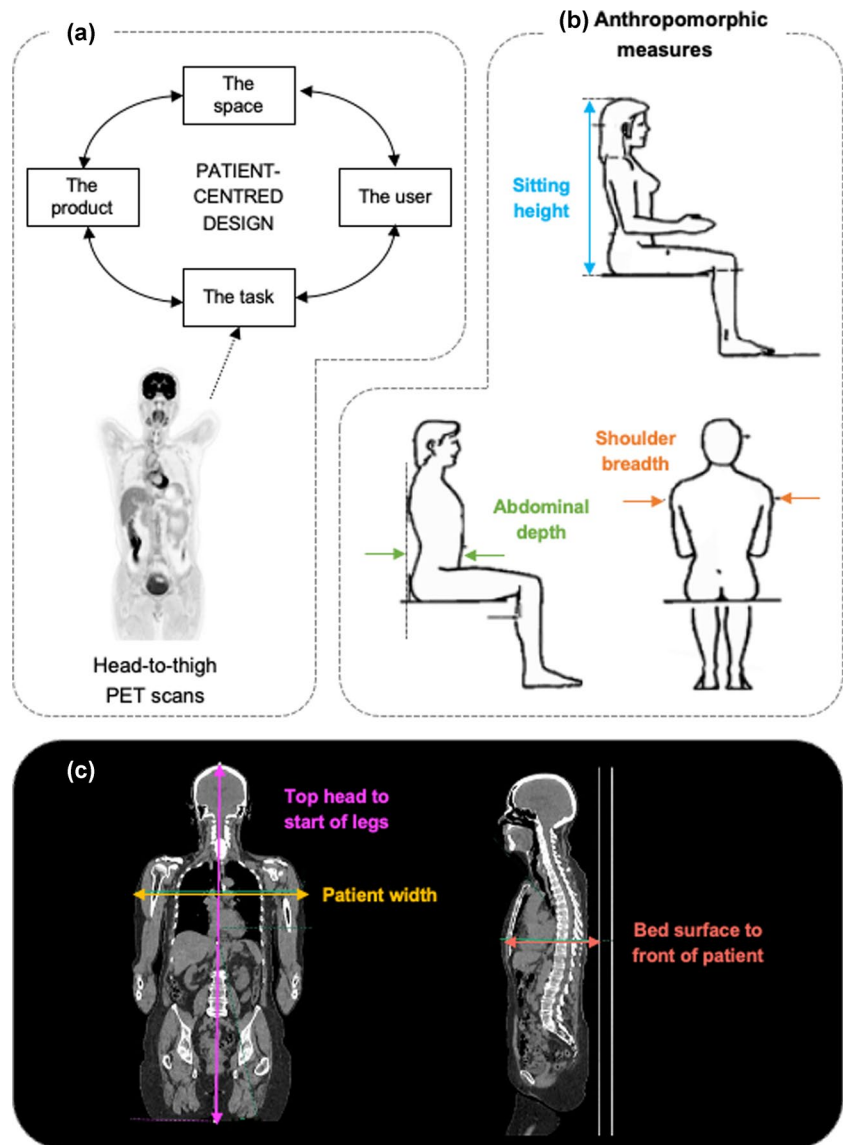 (a)
The
space
The
product
PATIENT-
CENTRED
DESIGN
The user
The task
Head-to-thigh
PET scans
(b) Anthropomorphic
measures
Sitting
height
Abdominal
depth
Shoulder
breadth
(c)
Top head to
start of legs
Patient width
Bed surface to
front of patient